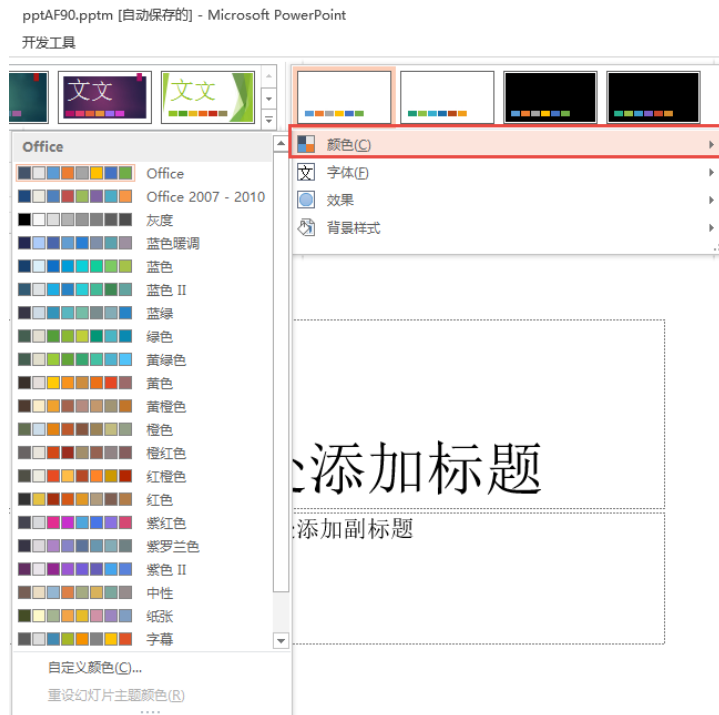 pptAF90.pptm [自动保存的] - Microsoft PowerPoint
开发工具
文文
文文
颜色(C)
字体(F)
效果
背景样式
Office
Office
Office 2007 - 2010
灰度
蓝色暖调
蓝色
蓝色 II
蓝绿
绿色
黄绿色
黄色
黄橙色
橙色
橙红色
红橙色
红色
紫红色
紫罗兰色
紫色 II
中性
纸张
字幕
自定义颜色(C)...
重设幻灯片主题颜色(R)
添加标题
添加副标题